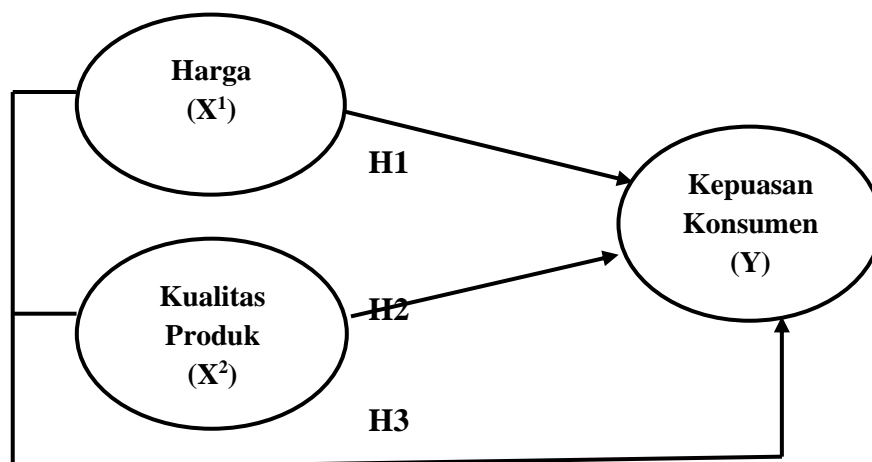 Harga
(X¹)
H1
Kepuasan
Konsumen
(Y)
Kualitas
Produk
(X²)
H2
H3